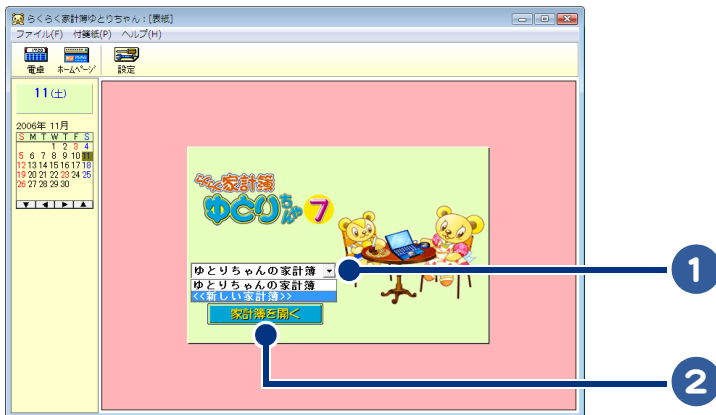 らくらく家計簿ゆとりちゃん：[表紙]
ファイル(F) 付箋紙(P) ヘルプ(H)
電卓 ホームページ 設定
11(土)
2006年 11月
S M T W T F S
1 2 3 4
5 6 7 8 9 10 11
12 13 14 15 16 17 18
19 20 21 22 23 24 25
26 27 28 29 30
らくらく家計簿
ゆとりちゃん7
ゆとりちゃんの家計簿
ゆとりちゃんの家計簿
<<新しい家計簿>>
家計簿を開く
1
2